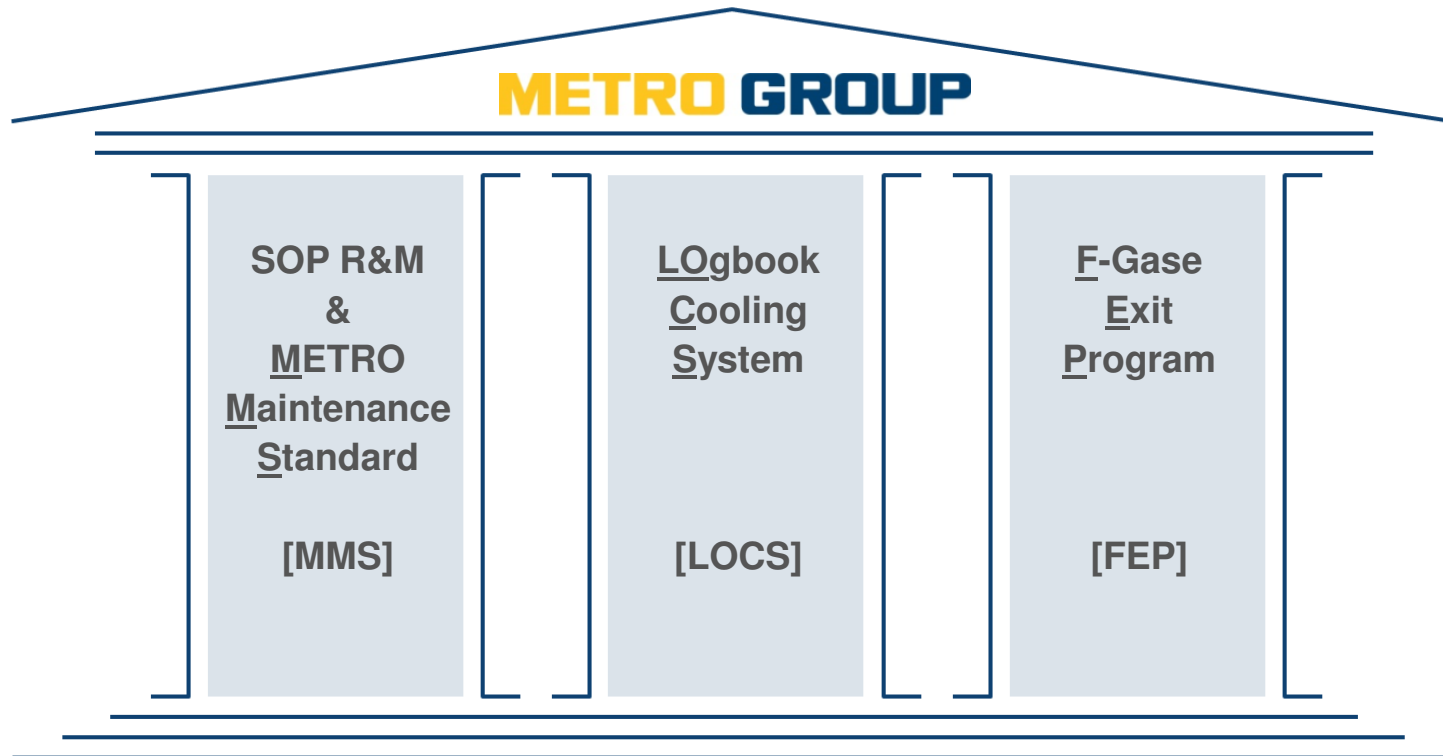 METRO GROUP
SOP R&M
&
METRO
Maintenance
Standard
[MMS]
LOgbook
Cooling
System
[LOCS]
F-Gase
Exit
Program
[FEP]